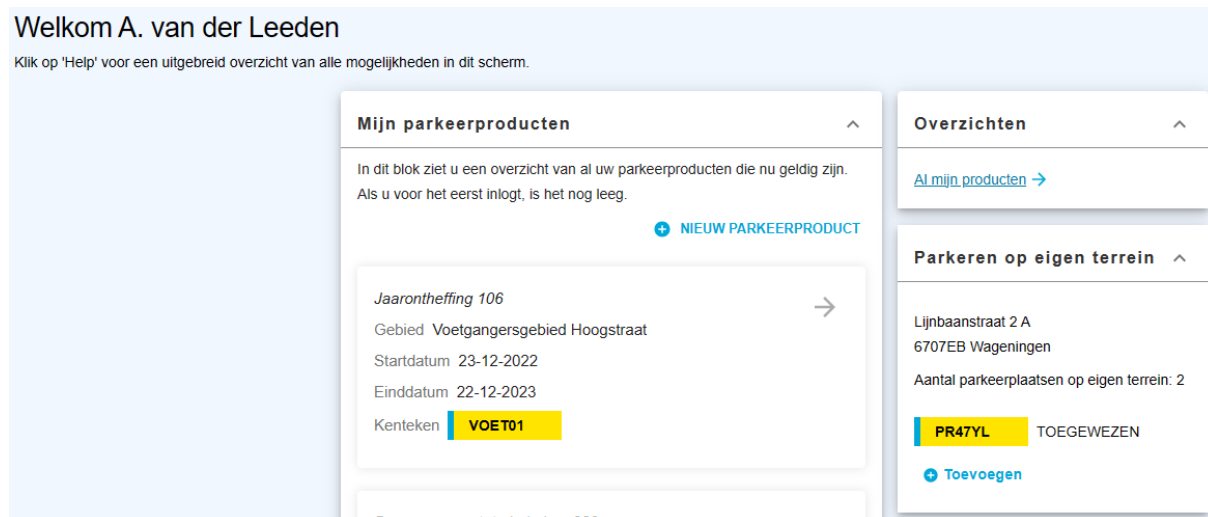 Welkom A. van der Leeden
Klik op 'Help' voor een uitgebreid overzicht van alle mogelijkheden in dit scherm.
Mijn parkeerproducten
In dit blok ziet u een overzicht van al uw parkeerproducten die nu geldig zijn.
Als u voor het eerst inlogt, is het nog leeg.
NIEUW PARKEERPRODUCT
Jaarontheffing 106
Gebied Voetgangersgebied Hoogstraat
Startdatum 23-12-2022
Einddatum 22-12-2023
Kenteken VOET01
Overzichten
Al mijn producten
Parkeren op eigen terrein
Lijnbaanstraat 2 A
6707EB Wageningen
Aantal parkeerplaatsen op eigen terrein: 2
PR47YL TOEGEWEZEN
Toevoegen